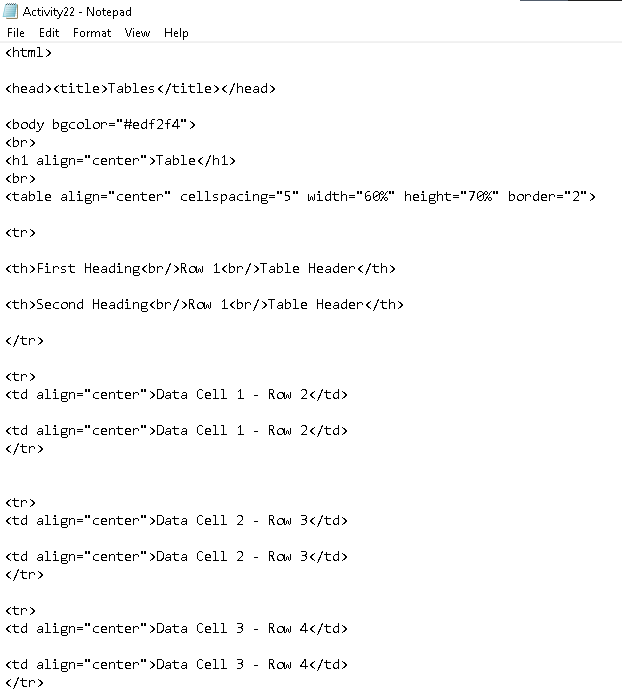 Activity22 - Notepad
File Edit Format View Help
<html>
<head><title>Tables</title></head>
<body bgcolor="#edf2f4">
<br>
<h1 align="center">Table</h1>
<br>
<table align="center" cellspacing="5" width="60%" height="70%" border="2">
<tr>
<th>First Heading<br/>Row 1<br/>Table Header</th>
<th>Second Heading<br/>Row 1<br/>Table Header</th>
</tr>
<tr>
<td align="center">Data Cell 1 - Row 2</td>
<td align="center">Data Cell 1 - Row 2</td>
</tr>
<tr>
<td align="center">Data Cell 2 - Row 3</td>
<td align="center">Data Cell 2 - Row 3</td>
</tr>
<tr>
<td align="center">Data Cell 3 - Row 4</td>
<td align="center">Data Cell 3 - Row 4</td>
</tr>